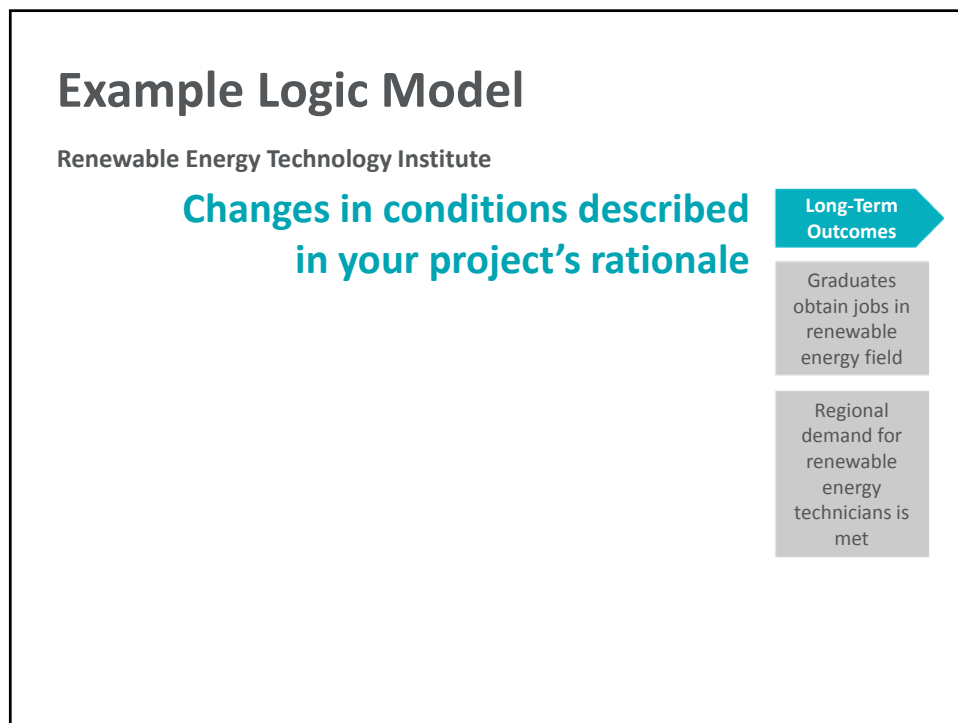 Example Logic Model
Renewable Energy Technology Institute
Changes in conditions described
in your project’s rationale
Long-Term
Outcomes
Graduates
obtain jobs in
renewable
energy field
Regional
demand for
renewable
energy
technicians is
met